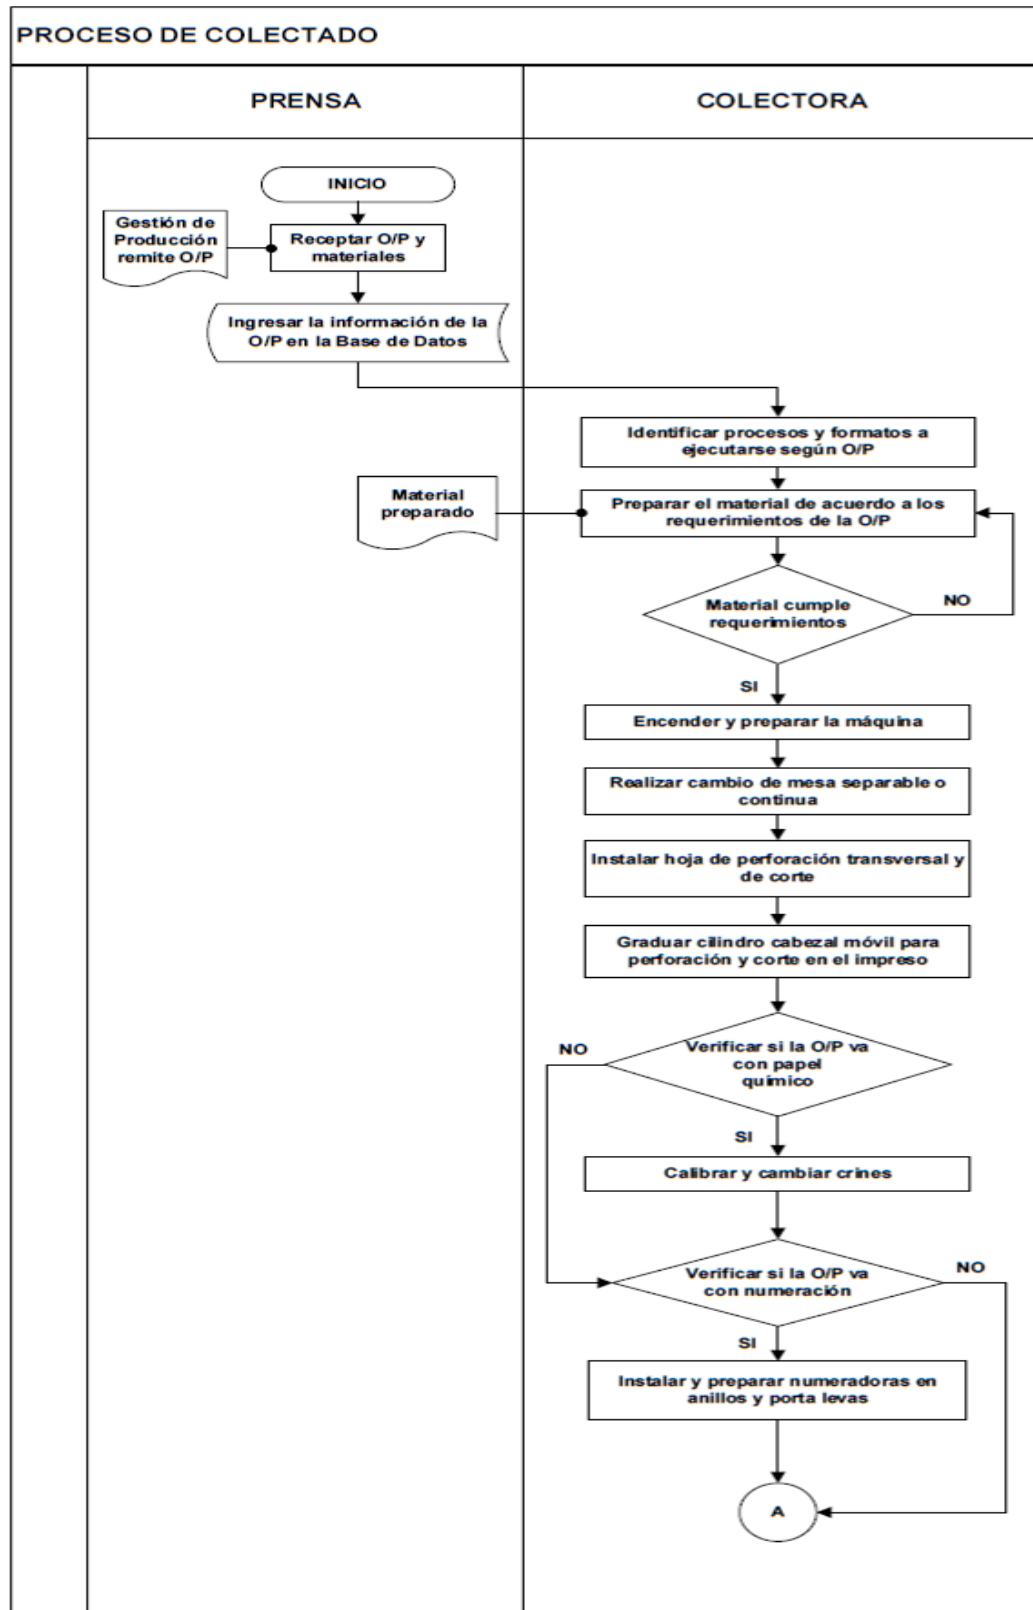 PROCESO DE COLECTADO
PRENSA
COLECTORA
INICIO
Gestión de
Producción
remite O/P
Receptar O/P y
materiales
Ingresar la información de la
O/P en la Base de Datos
Identificar procesos y formatos a
ejecutarse según O/P
Material
preparado
Preparar el material de acuerdo a los
requerimientos de la O/P
Material cumple
requerimientos
NO
SI
Encender y preparar la máquina
Realizar cambio de mesa separable o
continua
Instalar hoja de perforación transversal y
de corte
Graduar cilindro cabezal móvil para
perforación y corte en el impreso
NO
Verificar si la O/P va
con papel
químico
SI
Calibrar y cambiar crines
Verificar si la O/P va
con numeración
NO
SI
Instalar y preparar numeradoras en
anillos y porta levas
A